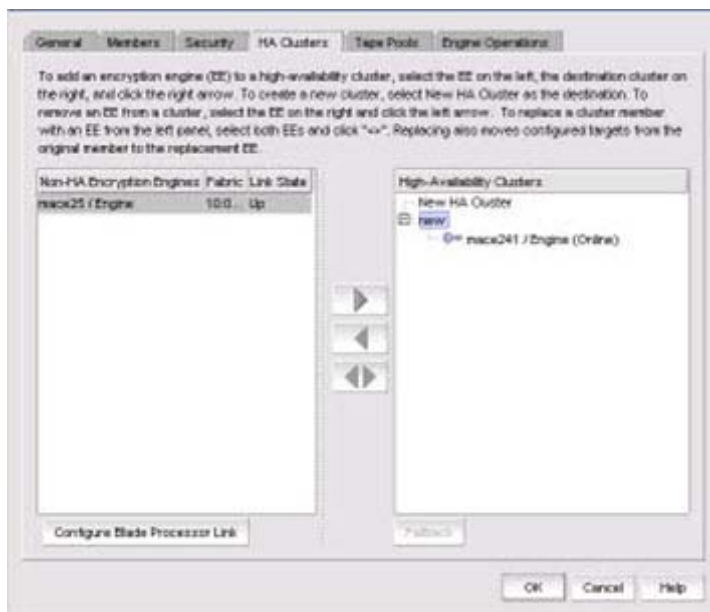 General Members Security HA Clusters Tape Pools Engine Operations
To add an encryption engine (EE) to a high-availability cluster, select the EE on the left, the destination cluster on
the right, and click the right arrow. To create a new cluster, select New HA Cluster as the destination. To
remove an EE from a cluster, select the EE on the right and click the left arrow. To replace a cluster member
with an EE from the left panel, select both EEs and click "<>". Replacing also moves configured targets from the
original member to the replacement EE.
Non-HA Encryption Engines Fabric Link State
mace25 / Engine 10.0... Up
High-Availability Clusters
New HA Cluster
new
mace241 / Engine (Online)
Configure Blade Processor Link
Failback
OK Cancel Help